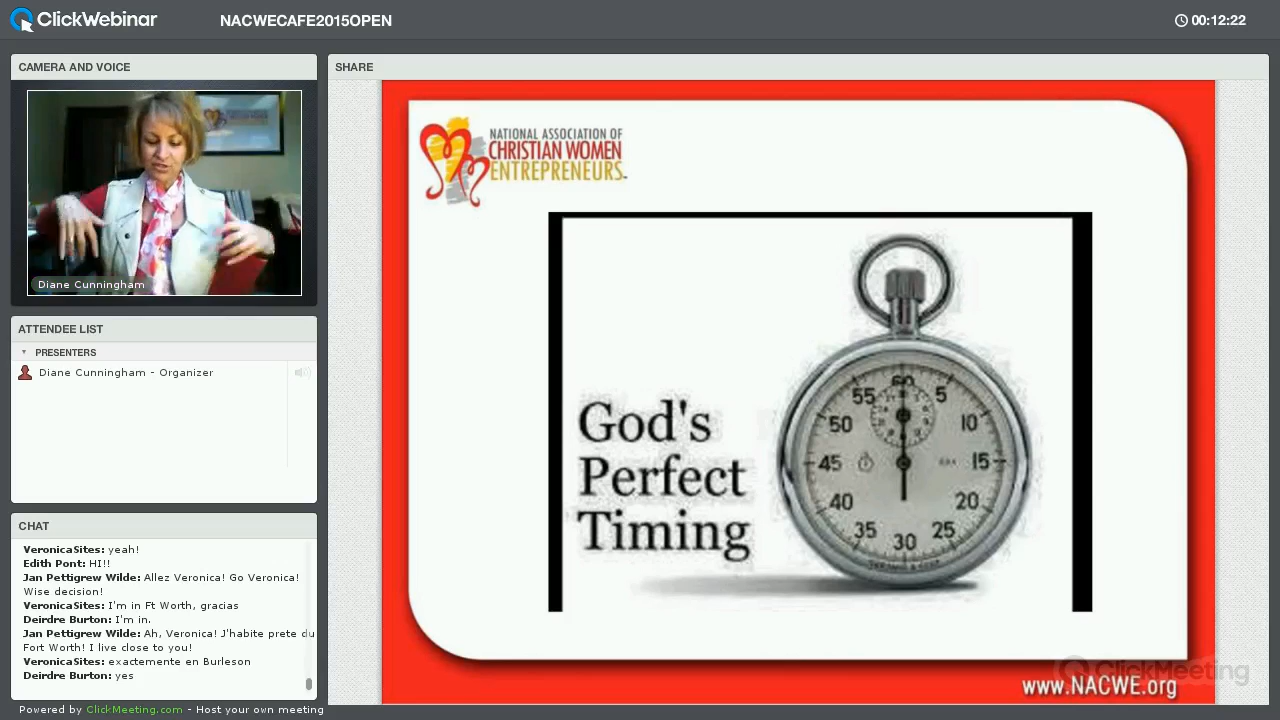 ClickWebinar
NACWECAFE2015OPEN
00:12:22
CAMERA AND VOICE
Diane Cunningham
ATTENDEE LIST
PRESENTERS
Diane Cunningham - Organizer
CHAT
VeronicaSites: yeah!
Edith Pont: HI!!
Jan Pettigrew Wilde: Allez Veronica! Go Veronica!
Wise decision!!
VeronicaSites: I'm in Ft Worth, gracias
Deirdre Burton: I'm in.
Jan Pettigrew Wilde: Ah, Veronica! J'habite prete du
Fort Worth! I live close to you!
VeronicaSites: exactement? I'm in Burleson
Deirdre Burton: Yes
Powered by ClickMeeting.com - Host your own meeting
SHARE
NATIONAL ASSOCIATION OF
CHRISTIAN WOMEN
ENTREPRENEURS
God's
Perfect
Timing
60
55
5
50
10
45
15
40
20
35
25
30
ClickMeeting
www.NACWE.org